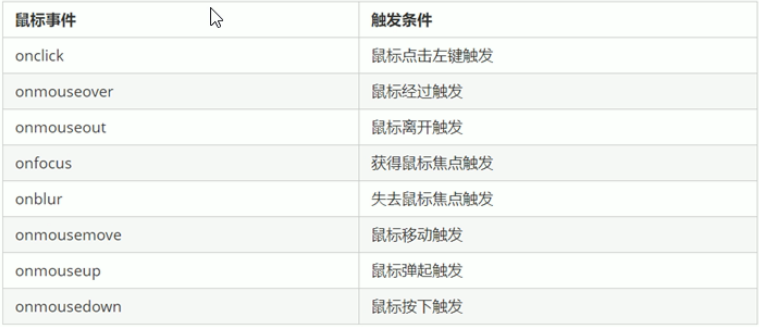 鼠标事件 触发条件
onclick 鼠标点击左键触发
onmouseover 鼠标经过触发
onmouseout 鼠标离开触发
onfocus 获得鼠标焦点触发
onblur 失去鼠标焦点触发
onmousemove 鼠标移动触发
onmouseup 鼠标弹起触发
onmousedown 鼠标按下触发